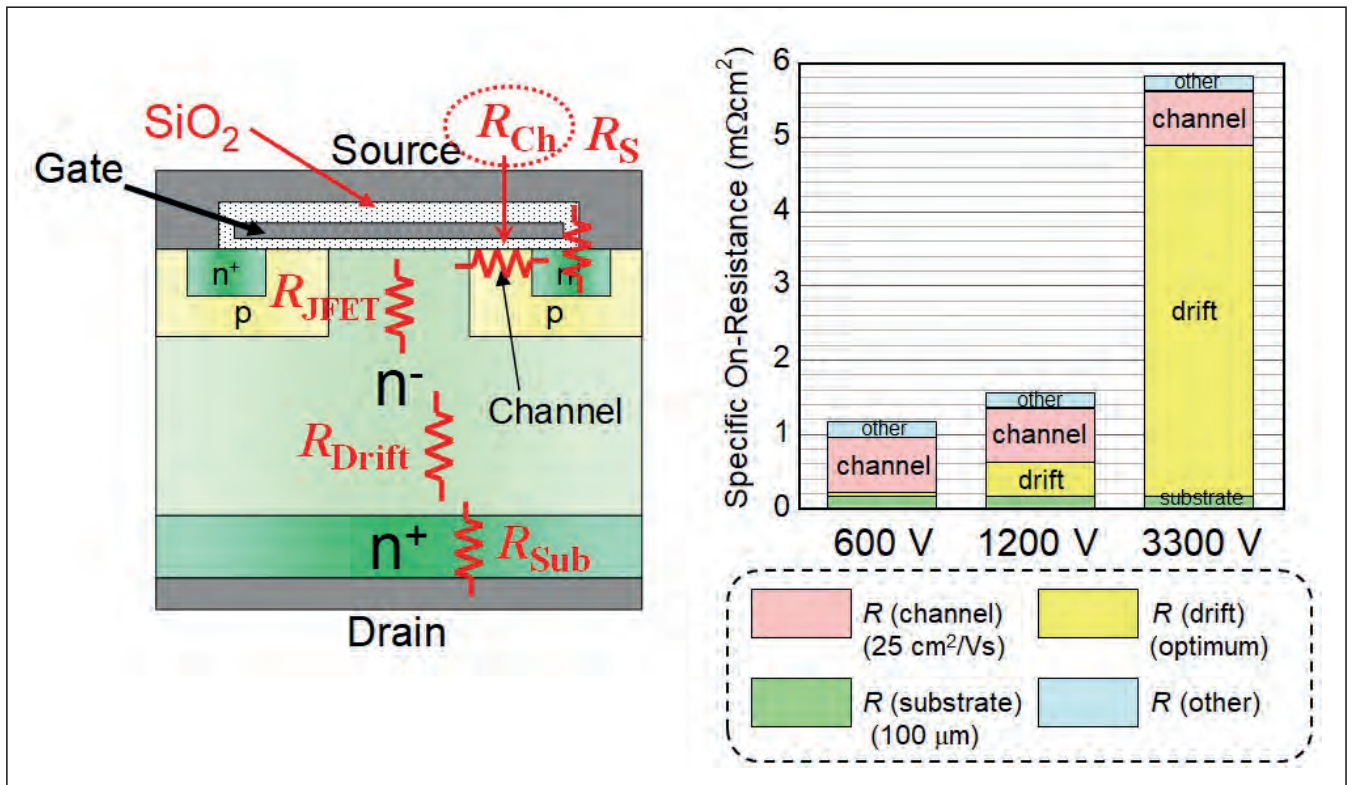 SiO2
Gate
Source
RCh
RS
n+
RJFET
p
n
p
n-
Channel
RDrift
n+
RSub
Drain
Specific On-Resistance (mΩcm2)
6
5
4
3
2
1
0
other
channel
other
channel
drift
other
channel
drift
substrate
600 V
1200 V
3300 V
R (channel)
(25 cm2/Vs)
R (drift)
(optimum)
R (substrate)
(100 μm)
R (other)